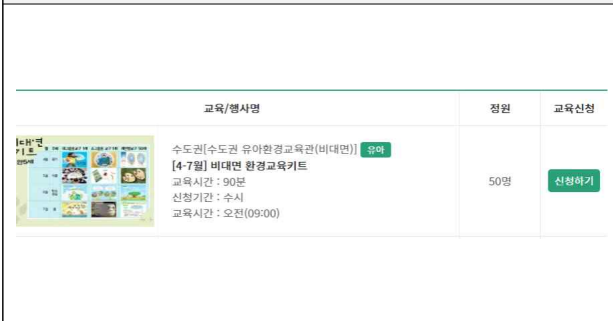 교육/행사명 정원 교육신청
수도권[수도권 유아환경교육관(비대면)] 유아
[4-7월] 비대면 환경교육키트
교육시간 : 90분
신청기간 : 수시
교육시각 : 오전(09:00)
50명
신청하기